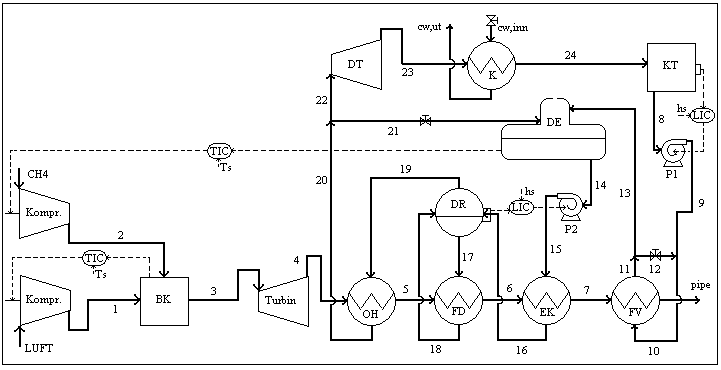 cw,ut
cw,inn
DT
K
24
KT
23
22
hs
LIC
8
DE
21
TIC
Ts
P1
20
19
14
13
9
hs
CH4
DR
LIC
P2
Kompr.
2
TIC
Ts
4
17
15
11
12
Kompr.
1
BK
3
Turbin
OH
5
FD
6
EK
7
FV
pipe
LUFT
18
16
10